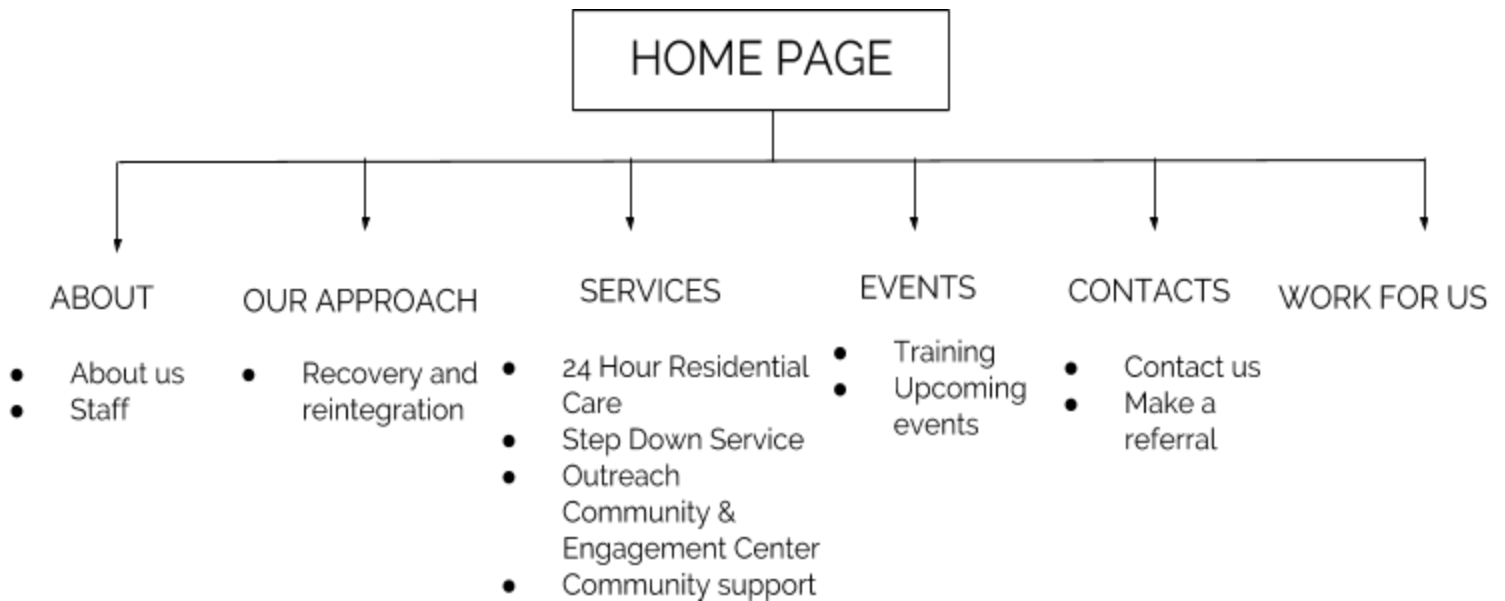 HOME PAGE
ABOUT
● About us
● Staff
OUR APPROACH
● Recovery and
reintegration
SERVICES
● 24 Hour Residential
Care
● Step Down Service
● Outreach
Community &
Engagement Center
● Community support
EVENTS
● Training
● Upcoming
events
CONTACTS
● Contact us
● Make a
referral
WORK FOR US